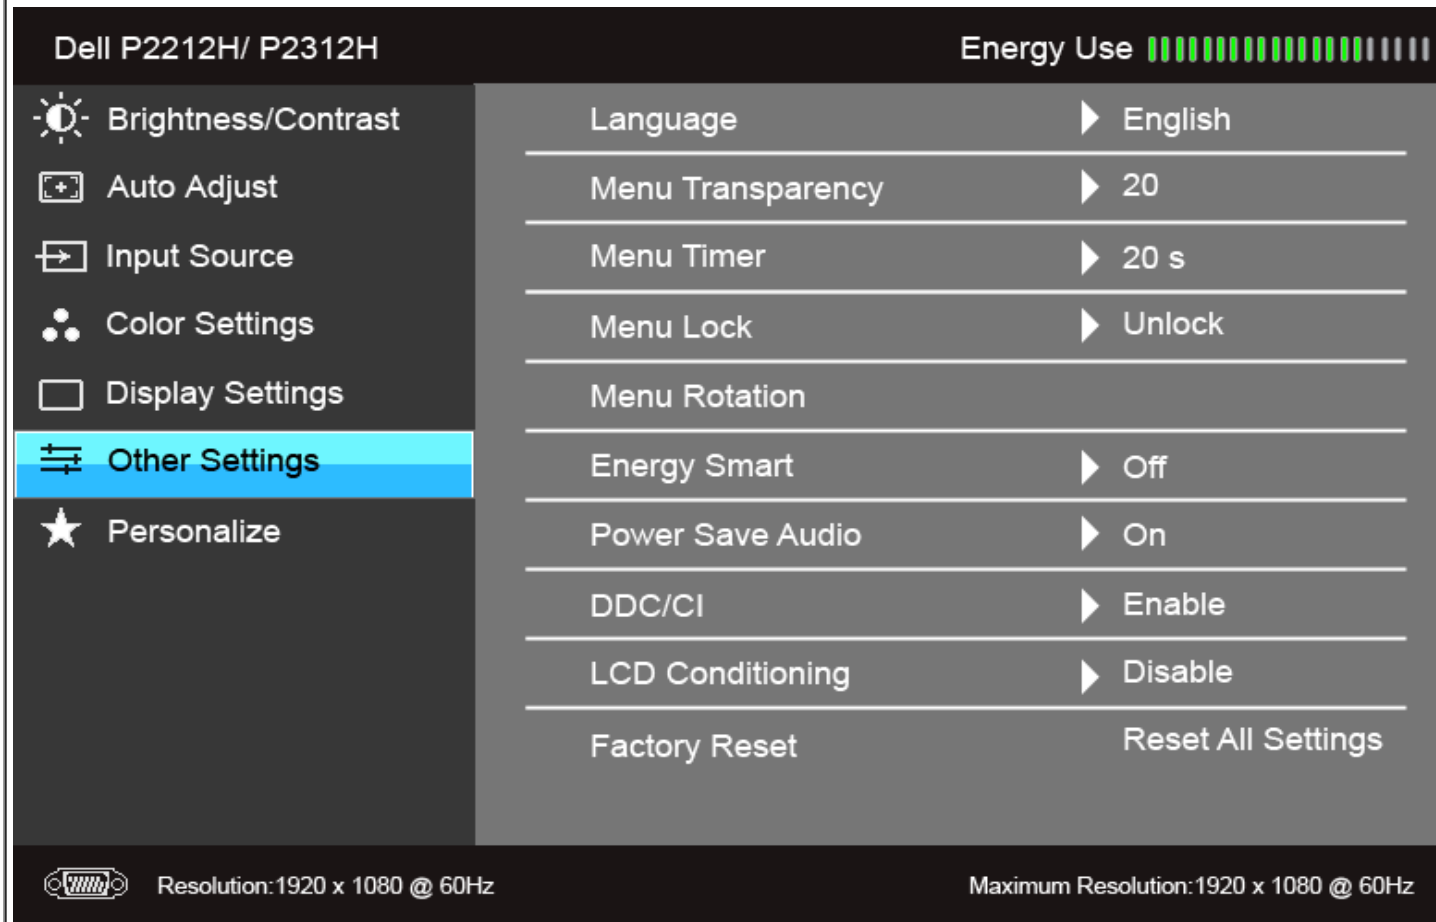 Dell P2212H/ P2312H
Energy Use
Brightness/Contrast
Auto Adjust
Input Source
Color Settings
Display Settings
Other Settings
Personalize
Language English
Menu Transparency 20
Menu Timer 20 s
Menu Lock Unlock
Menu Rotation
Energy Smart Off
Power Save Audio On
DDC/CI Enable
LCD Conditioning Disable
Factory Reset Reset All Settings
Resolution:1920 x 1080 @ 60Hz
Maximum Resolution:1920 x 1080 @ 60Hz